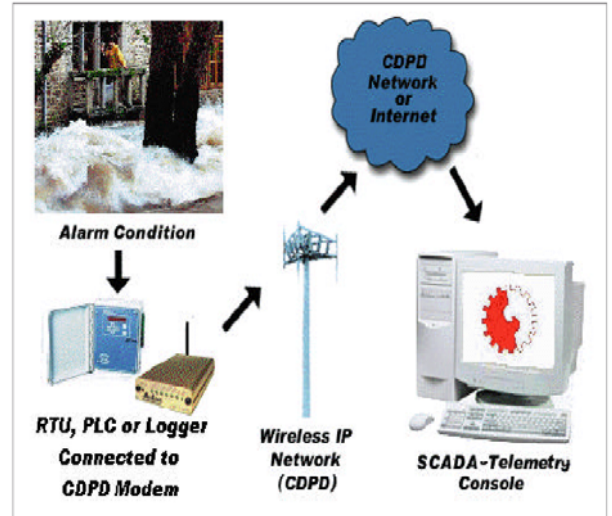 Alarm Condition
RTU, PLC or Logger
Connected to
CDPD Modem
Wireless IP
Network
(CDPD)
CDPD
Network
or
Internet
SCADA-Telemetry
Console